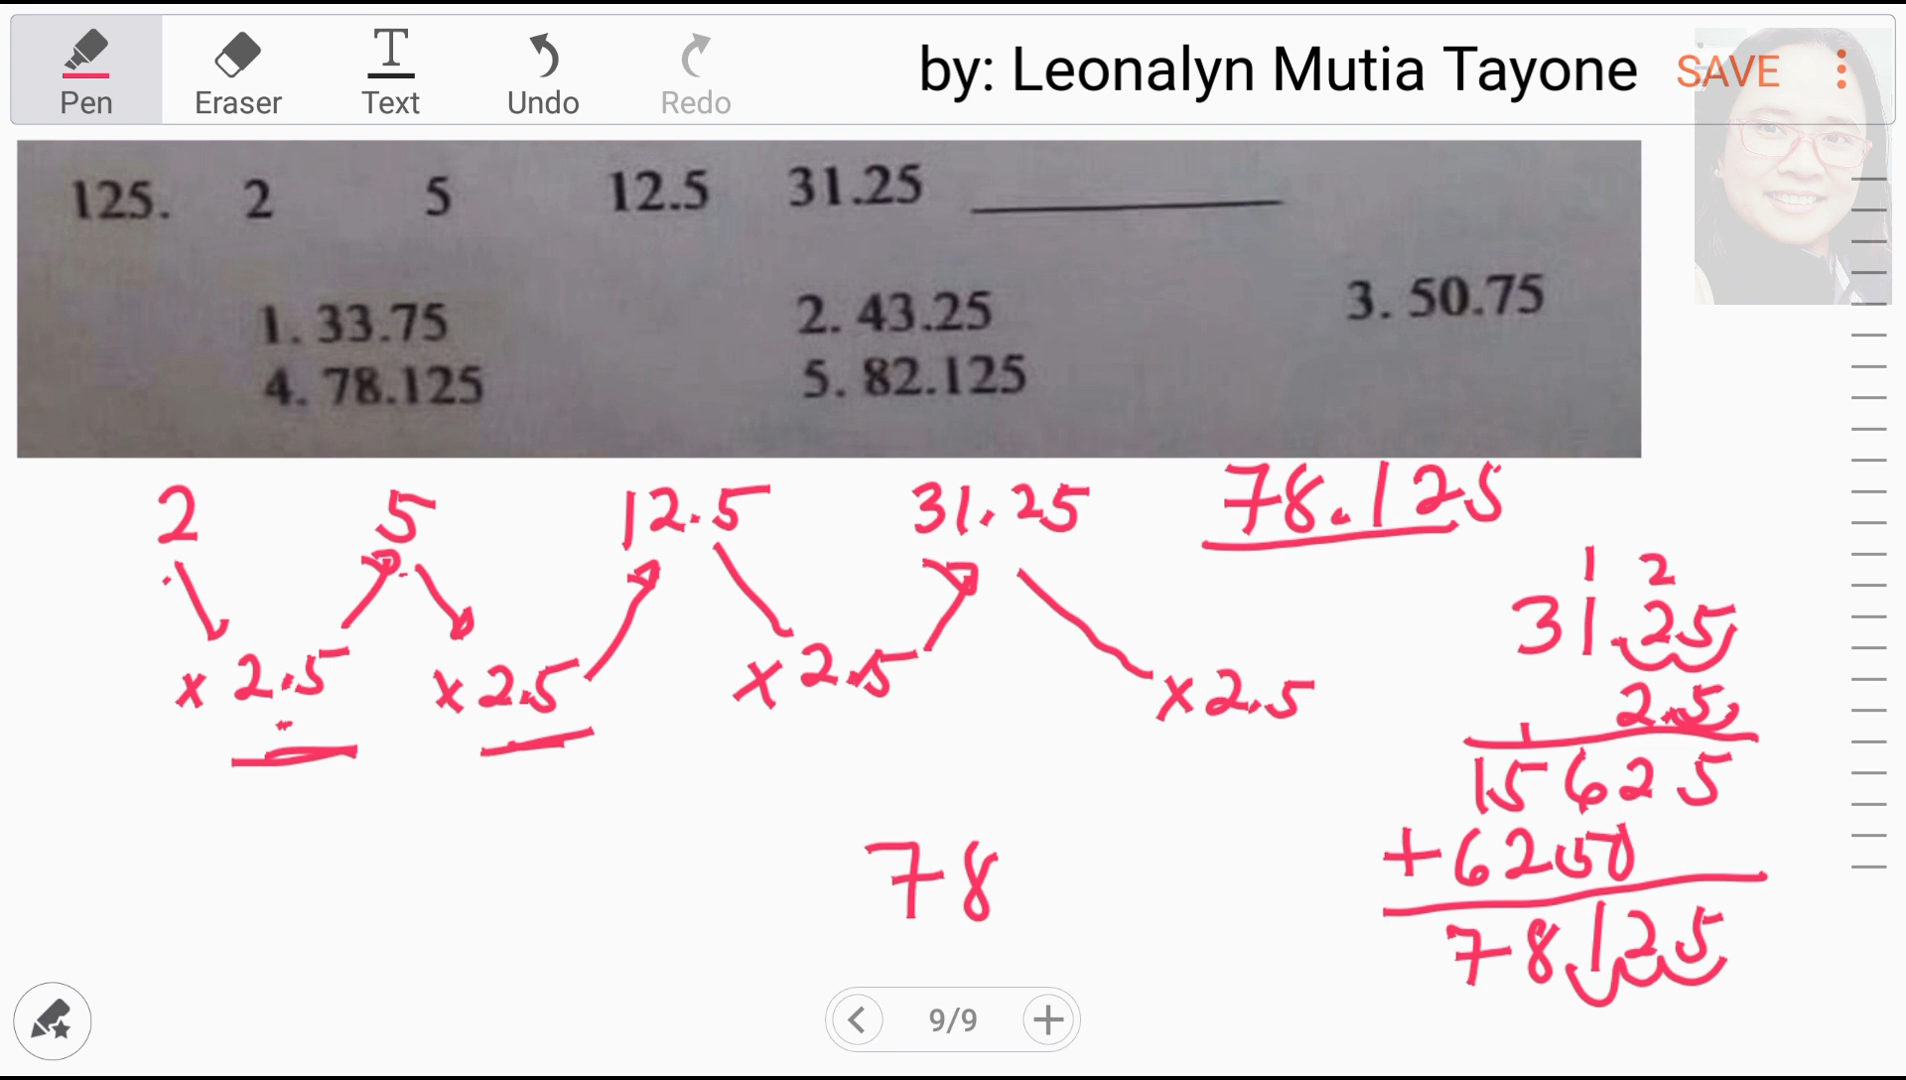 Pen Eraser Text Undo Redo by: Leonalyn Mutia Tayone SAVE
125. 2 5 12.5 31.25 ___________
1. 33.75 2. 43.25 3. 50.75
4. 78.125 5. 82.125
2 5 12.5 31.25 78.125
x 2.5 x 2.5 x 2.5 x 2.5
1 2
31.25
2.5
1
15625
+6250
78125
78
9/9